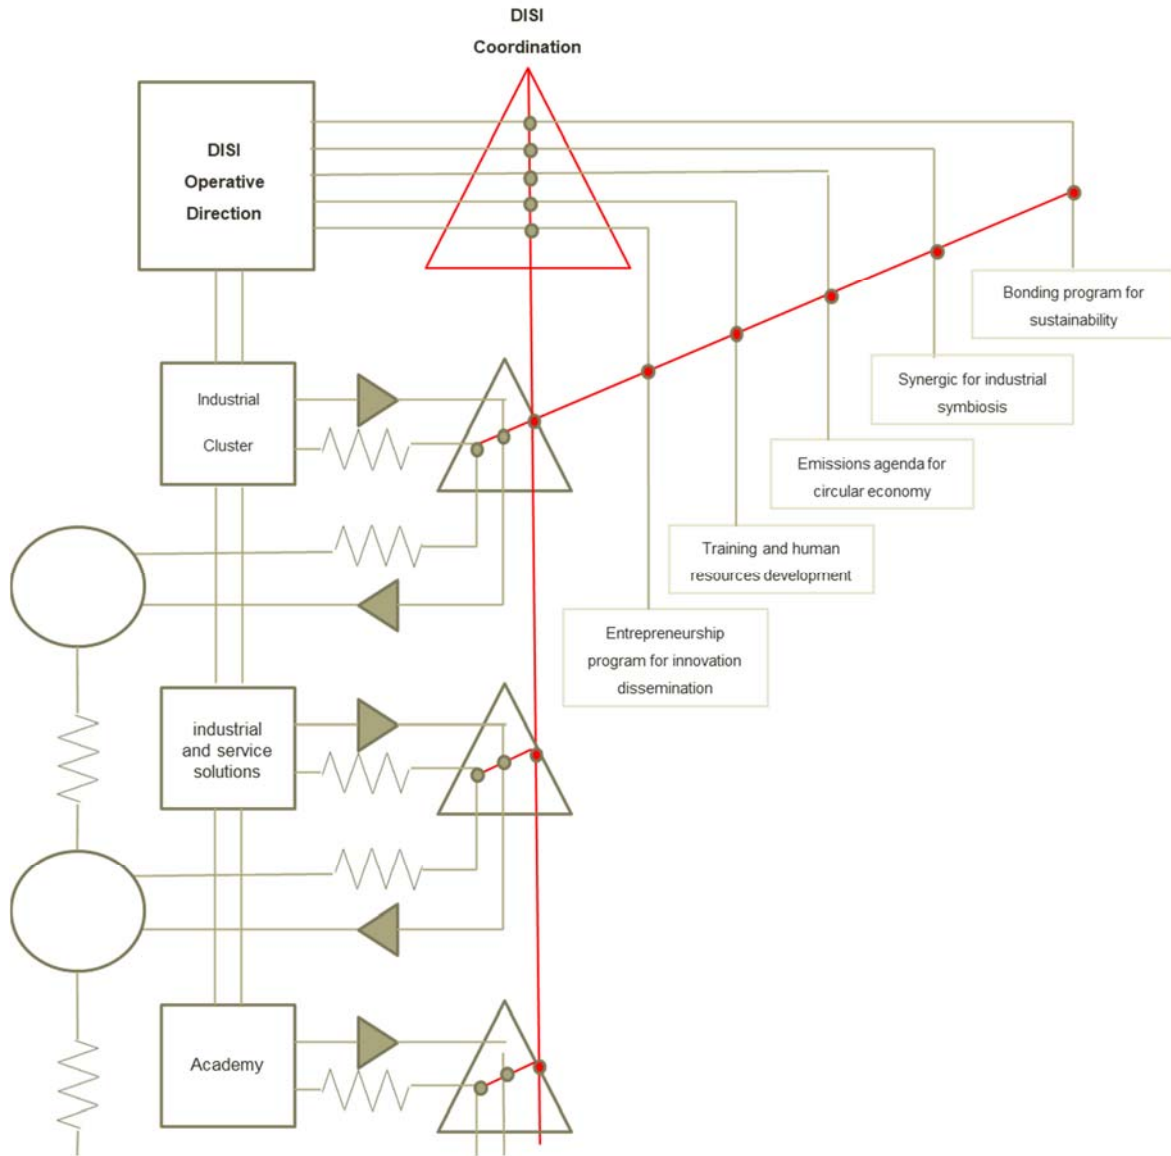 DISI
Coordination
DISI
Operative
Direction
Bonding program for
sustainability
Industrial
Cluster
Synergic for industrial
symbiosis
Emissions agenda for
circular economy
Training and human
resources development
Entrepreneurship
program for innovation
dissemination
industrial
and service
solutions
Academy